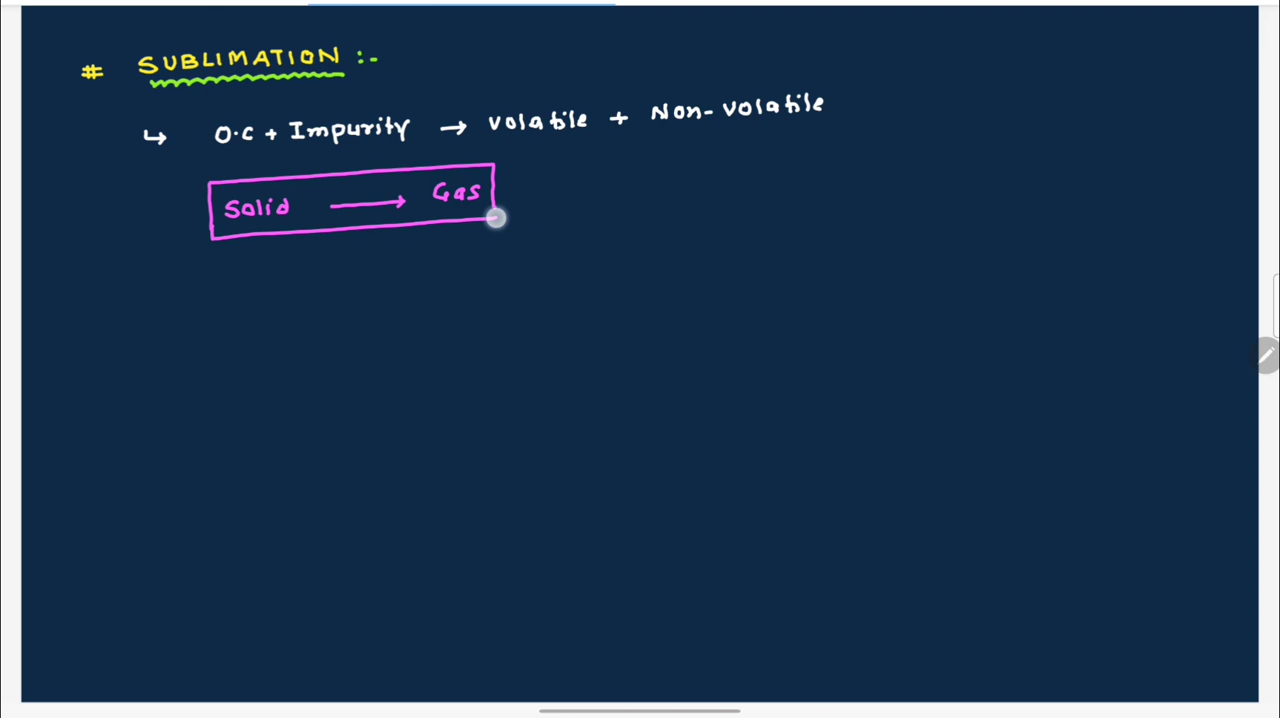 # SUBLIMATION :-
↳ O.C + Impurity → Volatile + Non-volatile
Solid → Gas